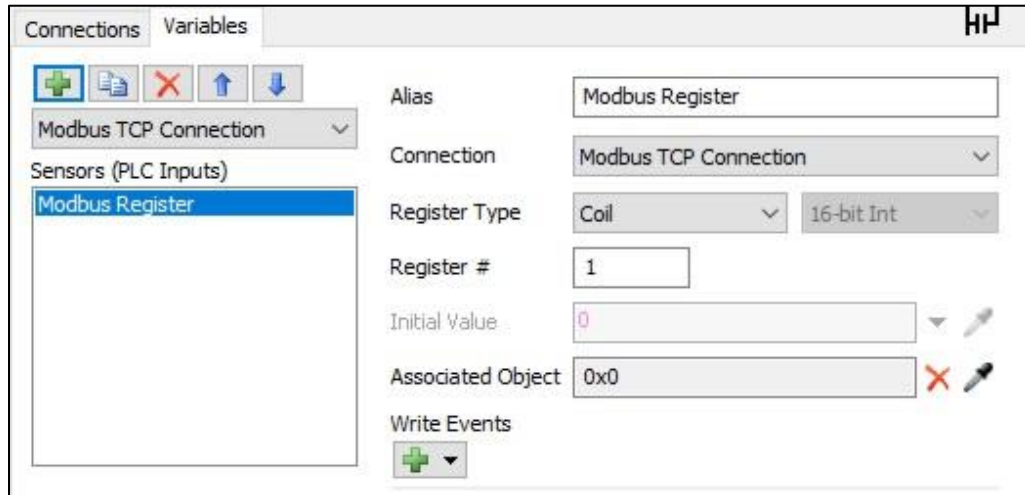 Connections Variables
Modbus TCP Connection
Sensors (PLC Inputs)
Modbus Register
Alias Modbus Register
Connection Modbus TCP Connection
Register Type Coil 16-bit Int
Register # 1
Initial Value 0
Associated Object 0x0
Write Events